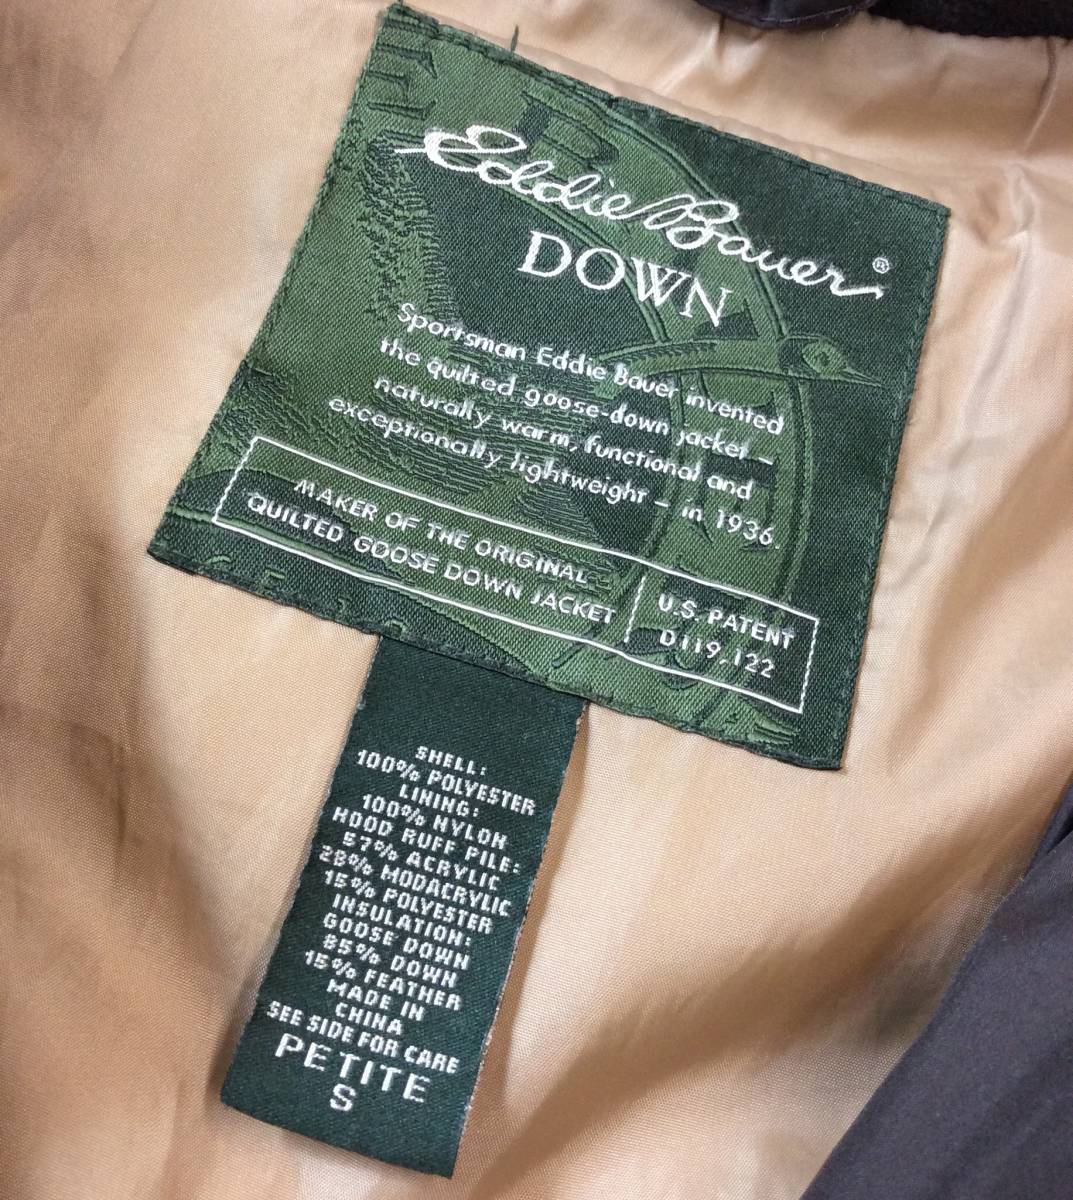 Eddie Bauer®
DOWN
Sportsman Eddie Bauer invented
the quilted goose-down jacket –
naturally warm, functional and
exceptionally lightweight – in 1936.
MAKER OF THE ORIGINAL
QUILTED GOOSE DOWN JACKET
U.S. PATENT
D119,122
SHELL:
100% POLYESTER
LINING:
100% NYLON
HOOD RUFF PILE:
57% ACRYLIC
28% MODACRYLIC
15% POLYESTER
INSULATION:
GOOSE DOWN
85% DOWN
15% FEATHER
MADE IN
CHINA
SEE SIDE FOR CARE
PETITE
S